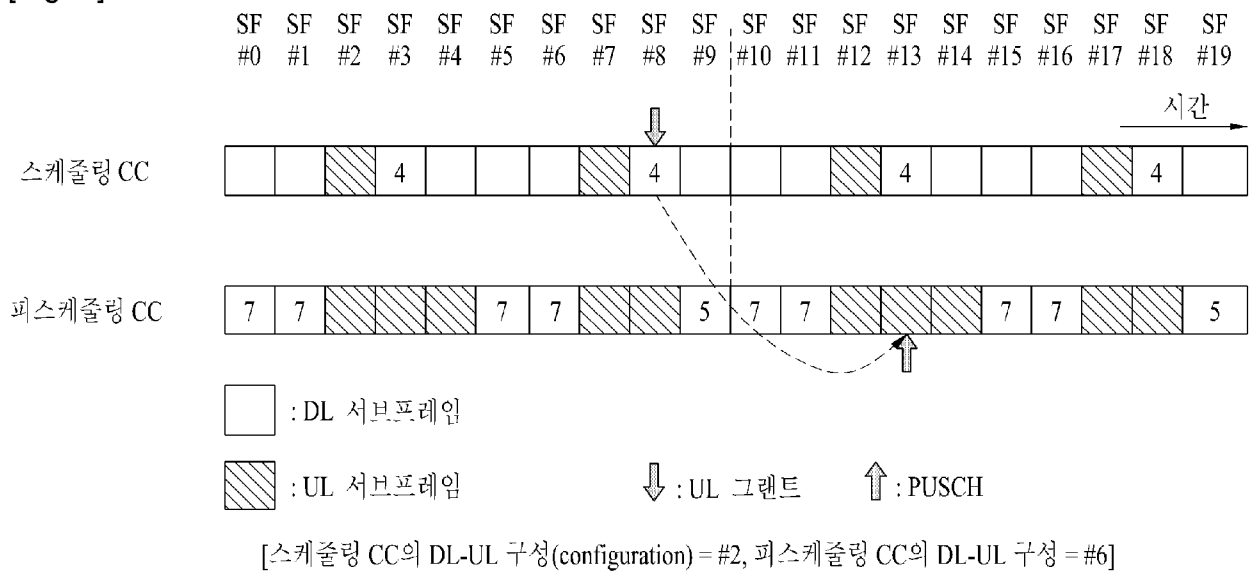 SF SF SF SF SF SF SF SF SF SF SF SF SF SF SF SF SF SF SF SF
#0 #1 #2 #3 #4 #5 #6 #7 #8 #9 #10 #11 #12 #13 #14 #15 #16 #17 #18 #19
시간
스케줄링 CC 4 4 4 4
피스케줄링 CC 7 7 7 7 5 7 7 7 7 5
: DL 서브프레임
: UL 서브프레임 : UL 그랜트 : PUSCH
[스케줄링 CC의 DL-UL 구성(configuration) = #2, 피스케줄링 CC의 DL-UL 구성 = #6]